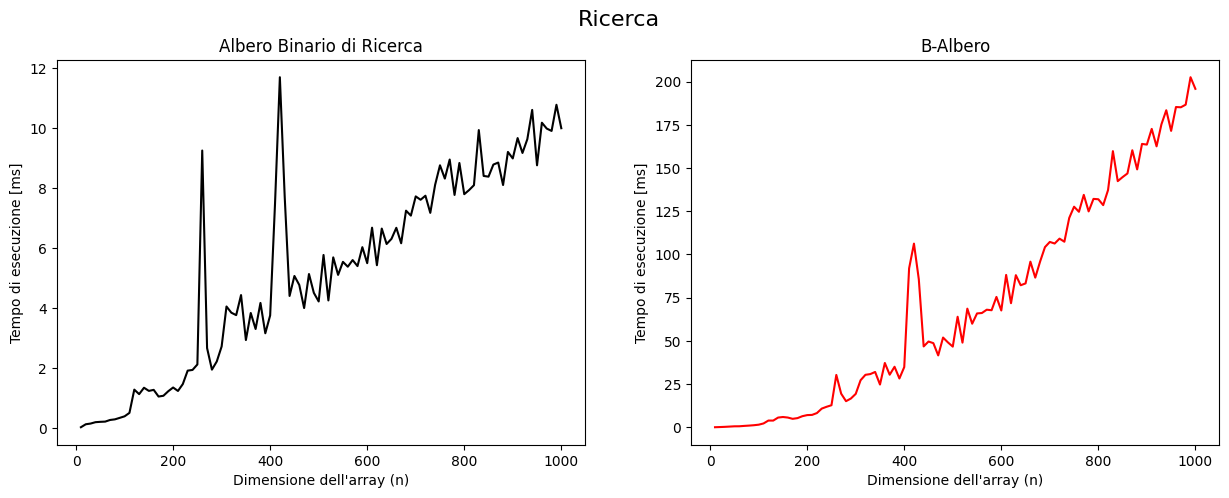 Ricerca
Albero Binario di Ricerca
12
10
8
6
4
2
0
Tempo di esecuzione [ms]
0 200 400 600 800 1000
Dimensione dell'array (n)
B-Albero
200
175
150
125
100
75
50
25
0
Tempo di esecuzione [ms]
0 200 400 600 800 1000
Dimensione dell'array (n)